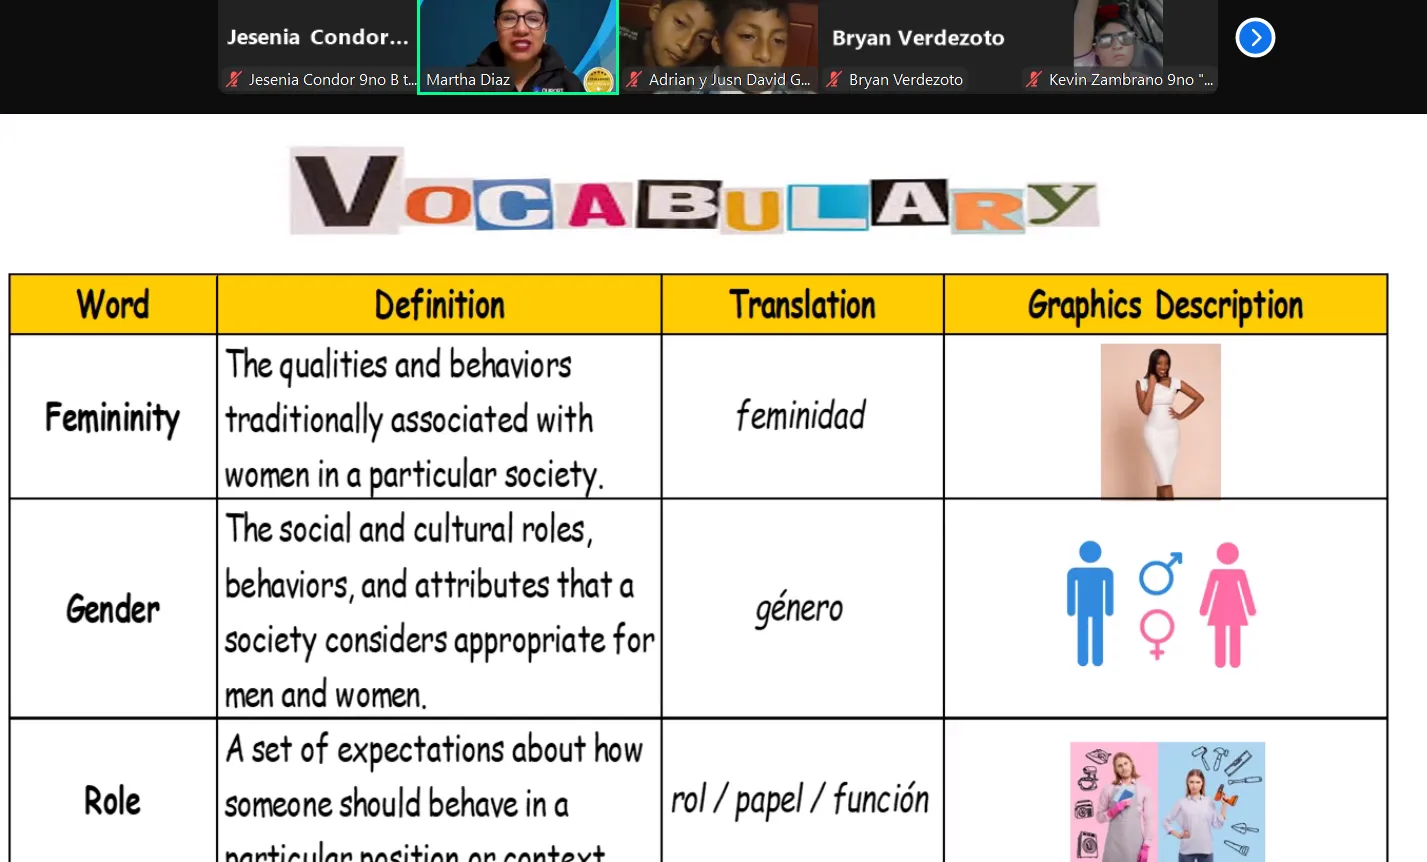 Jesenia Condor...
Jesenia Condor 9no B t...
Martha Diaz
Adrian y Jusn David G...
Bryan Verdezoto
Bryan Verdezoto
Kevin Zambrano 9no "...
VOCABULARY
Word Definition Translation Graphics Description
Femininity
The qualities and behaviors
traditionally associated with
women in a particular society.
feminidad
Gender
The social and cultural roles,
behaviors, and attributes that a
society considers appropriate for
men and women.
género
Role
A set of expectations about how
someone should behave in a
particular position or context
rol / papel / función